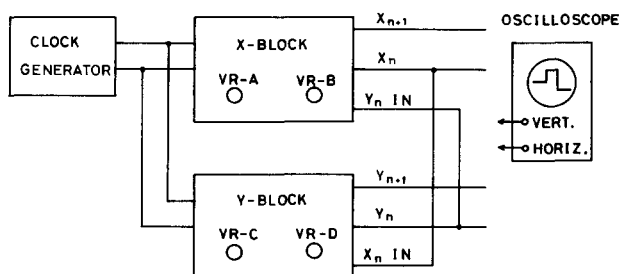 CLOCK
GENERATOR
X-BLOCK
VR-A
VR-B
Xn+1
Xn
Yn IN
OSCILLOSCOPE
VERT.
HORIZ.
Y-BLOCK
VR-C
VR-D
Yn+1
Yn
Xn IN